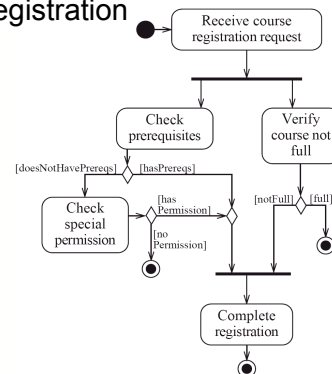 egistration
Receive course
registration request
Check
prerequisites
Verify
course not
full
[doesNotHavePrereqs]
[hasPrereqs]
[has
Permission]
[notFull]
[full]
Check
special
permission
[no
Permission]
Complete
registration